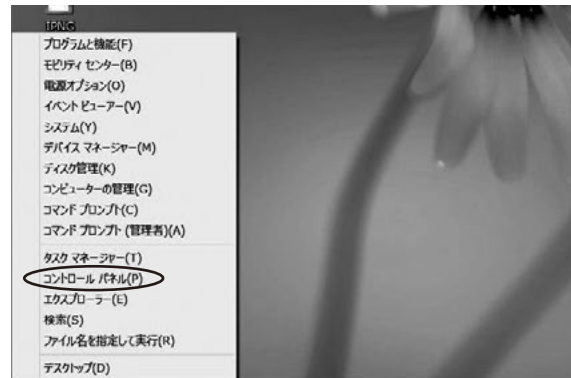 IPNG
プログラムと機能(F)
モビリティ センター(B)
電源オプション(O)
イベント ビューアー(V)
システム(Y)
デバイス マネージャー(M)
ディスク管理(K)
コンピューターの管理(G)
コマンド プロンプト(C)
コマンド プロンプト (管理者)(A)
タスク マネージャー(T)
コントロール パネル(P)
エクスプローラー(E)
検索(S)
ファイル名を指定して実行(R)
デスクトップ(D)